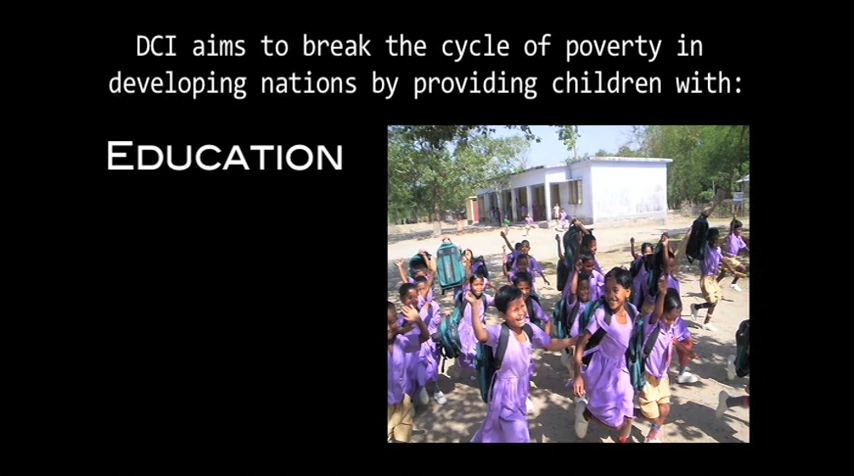 DCI aims to break the cycle of poverty in
developing nations by providing children with:
EDUCATION